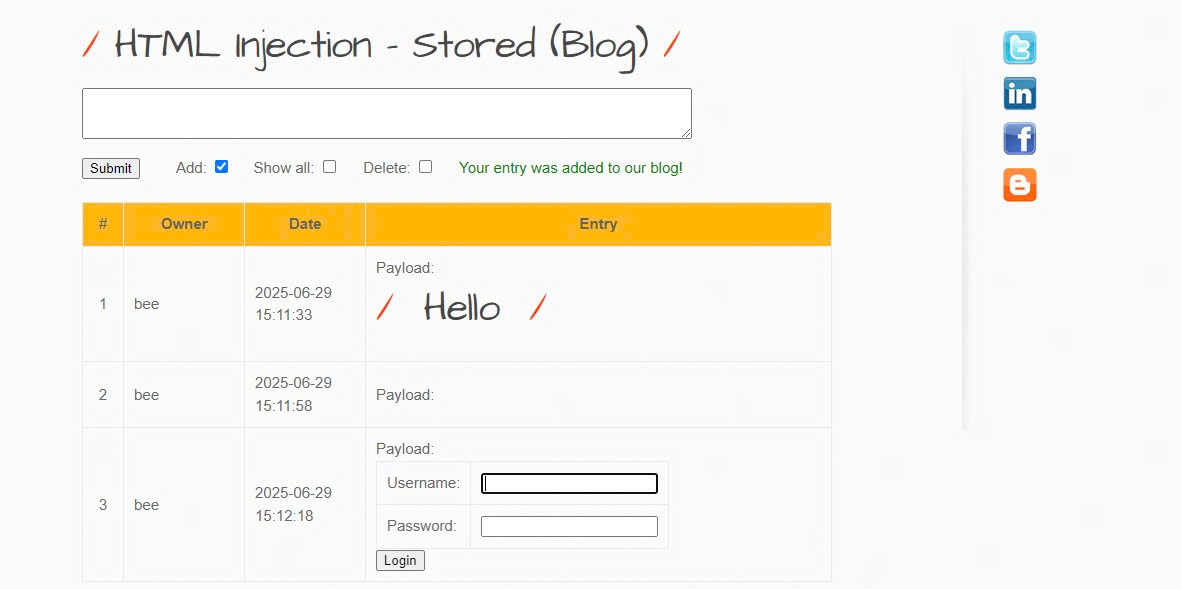 / HTML Injection - Stored (Blog) /
Submit Add: Show all: Delete: Your entry was added to our blog!
# Owner Date Entry
1 bee 2025-06-29 15:11:33 Payload:
/ Hello /
2 bee 2025-06-29 15:11:58 Payload:
3 bee 2025-06-29 15:12:18 Payload:
Username:
Password:
Login
in